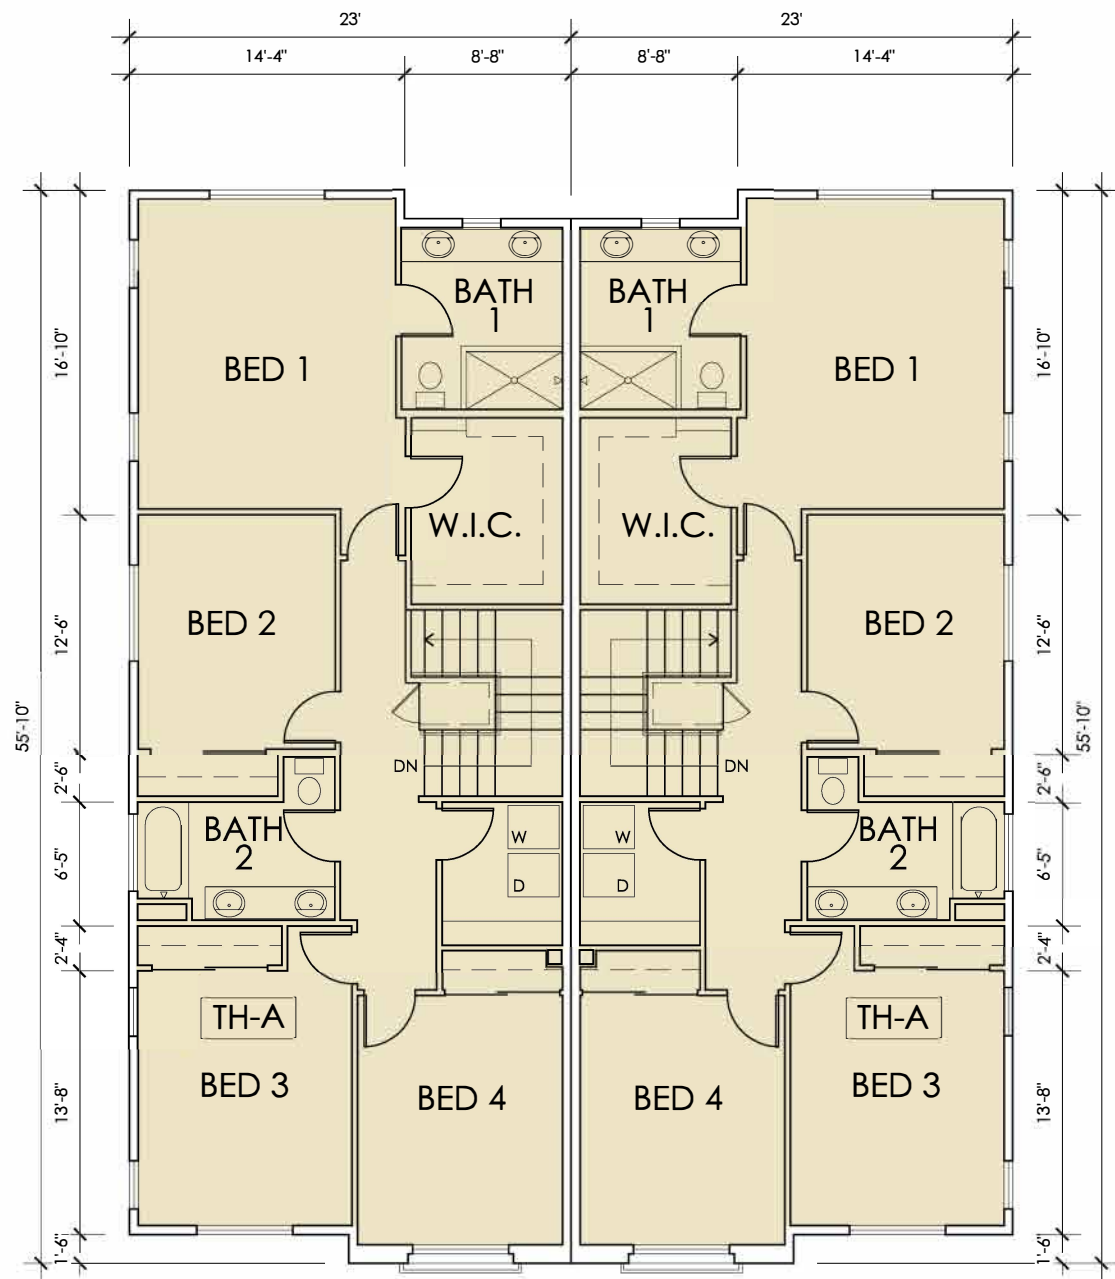 23'
23'
14'-4"
8'-8"
8'-8"
14'-4"
BATH
1
BATH
1
16'-10"
16'-10"
BED 1
BED 1
W.I.C.
W.I.C.
12'-6"
BED 2
BED 2
12'-6"
55'-10"
55'-10"
DN
DN
2'-6"
2'-6"
BATH
2
W
W
BATH
2
6'-5"
6'-5"
D
D
2'-4"
2'-4"
TH-A
TH-A
BED 3
BED 4
BED 4
BED 3
13'-8"
13'-8"
1'-6"
1'-6"